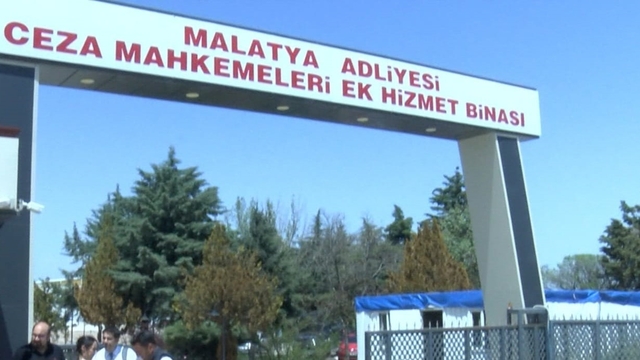 MALATYA ADLİYESİ
CEZA MAHKEMELERİ EK HİZMET BİNASI